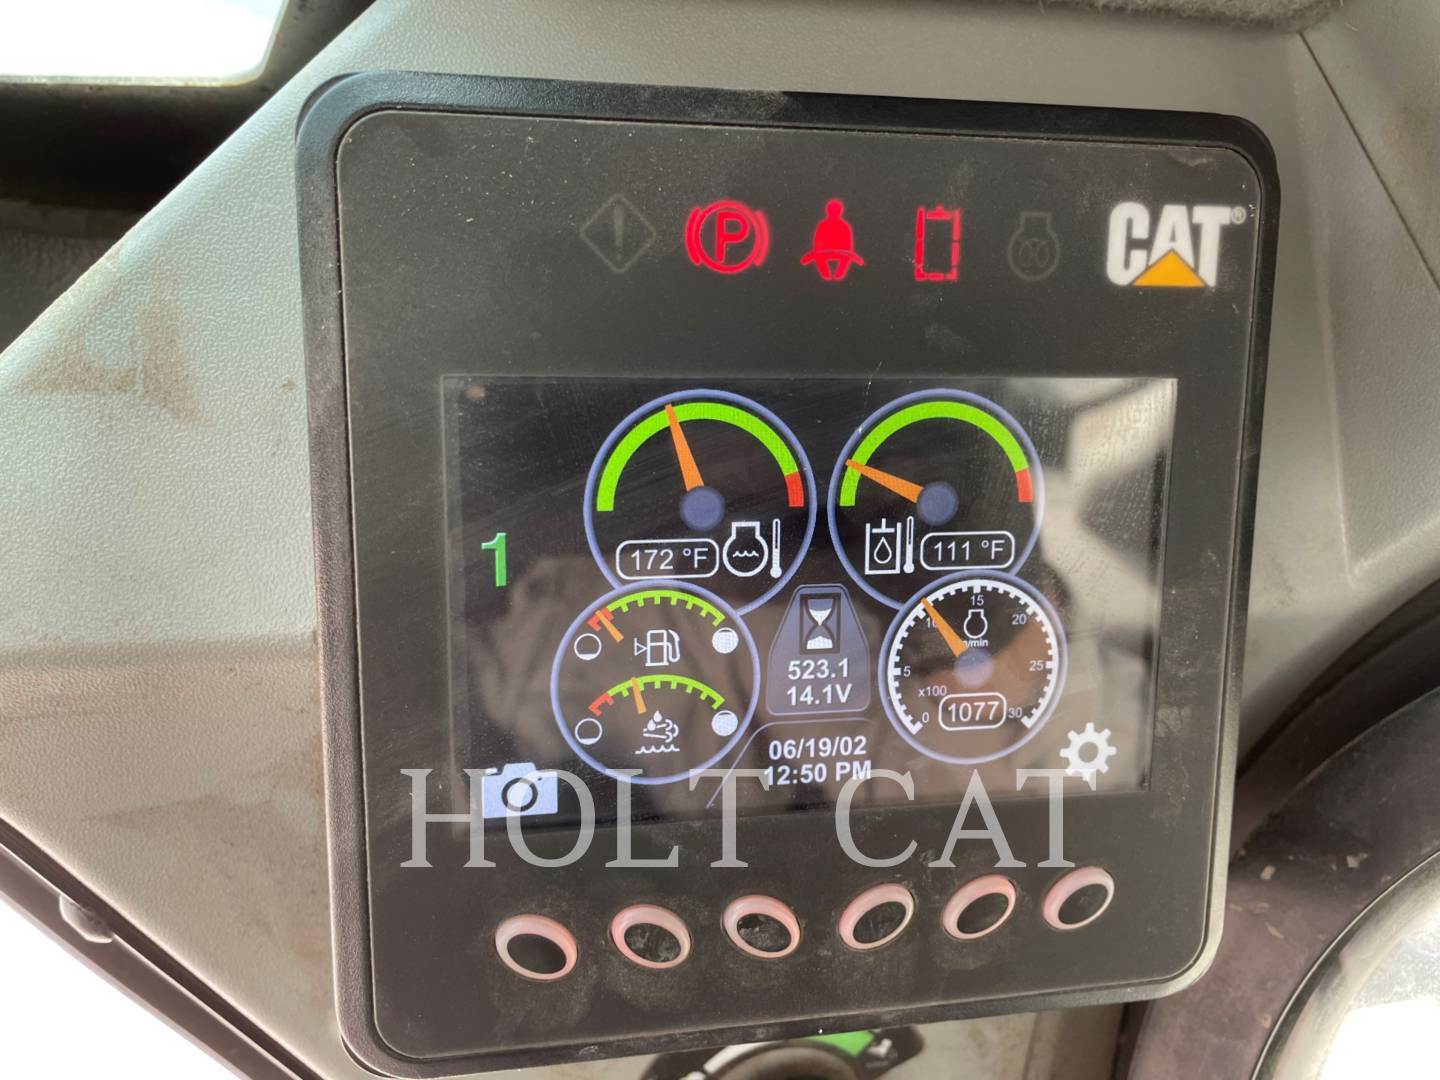 P
CAT®
1
172 °F
111 °F
15
10
20
/min
5
25
x100
0
1077
30
523.1
14.1V
06/19/02
12:50 PM
HOLT CAT